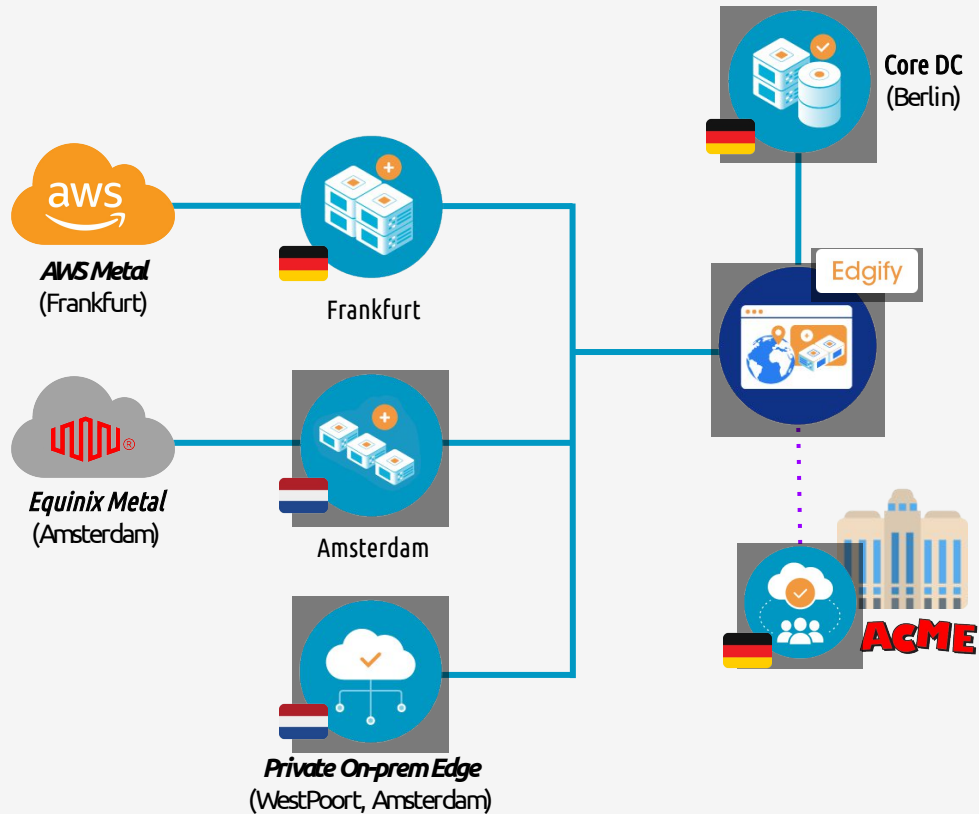 Core DC
(Berlin)
aws
AWS Metal
(Frankfurt)
Frankfurt
Edgify
®
Equinix Metal
(Amsterdam)
Amsterdam
ACME
Private On-prem Edge
(WestPoort, Amsterdam)